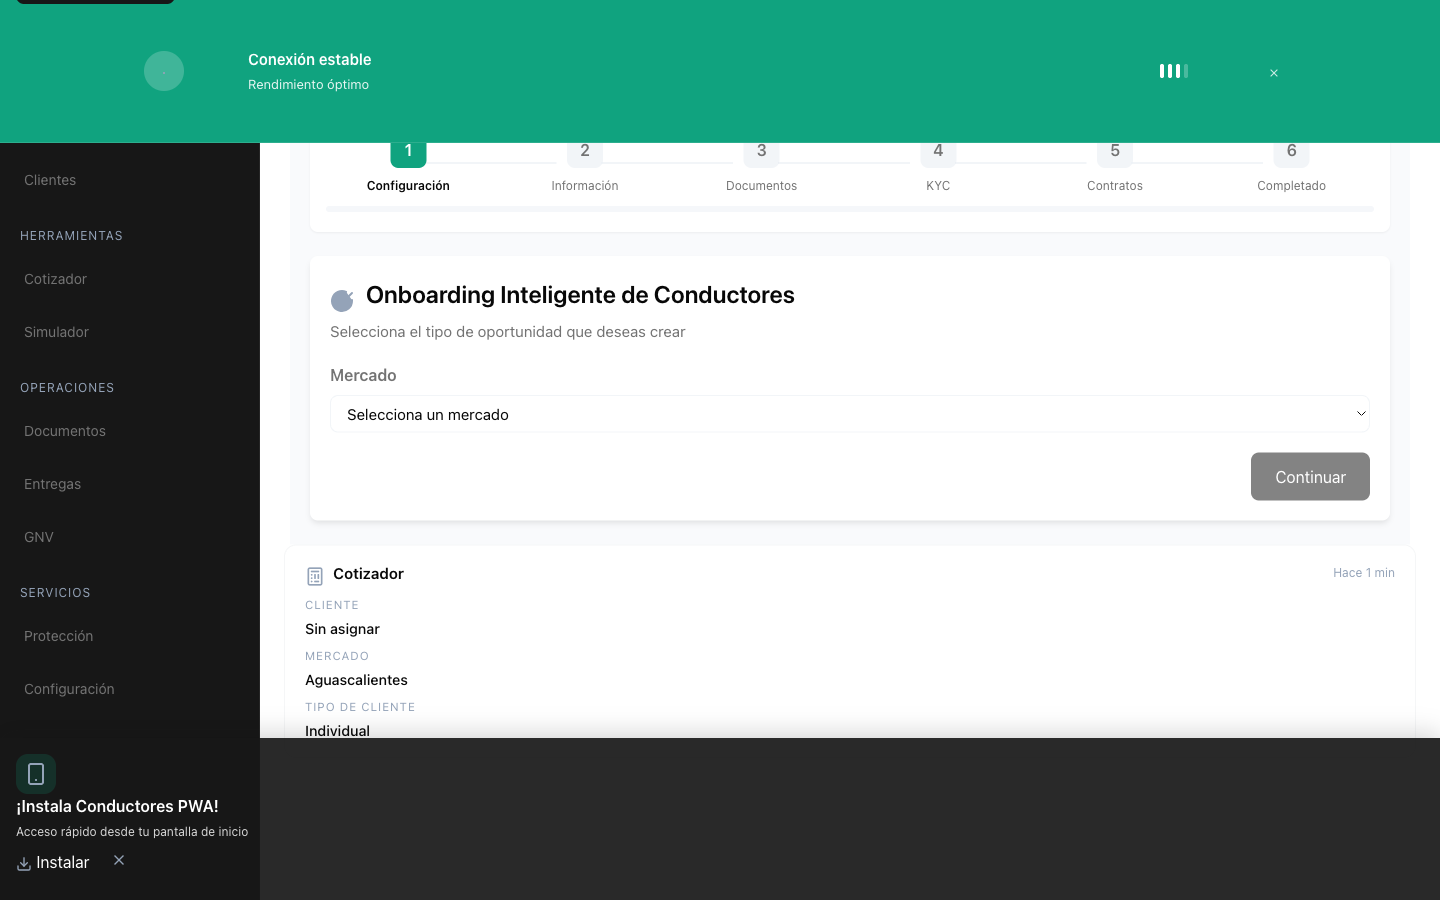 Conexión estable
Rendimiento óptimo
×
Clientes
HERRAMIENTAS
Cotizador
Simulador
OPERACIONES
Documentos
Entregas
GNV
SERVICIOS
Protección
Configuración
1
Configuración
2
Información
3
Documentos
4
KYC
5
Contratos
6
Completado
Onboarding Inteligente de Conductores
Selecciona el tipo de oportunidad que deseas crear
Mercado
Selecciona un mercado
Continuar
Cotizador
Hace 1 min
CLIENTE
Sin asignar
MERCADO
Aguascalientes
TIPO DE CLIENTE
Individual
¡Instala Conductores PWA!
Acceso rápido desde tu pantalla de inicio
Instalar